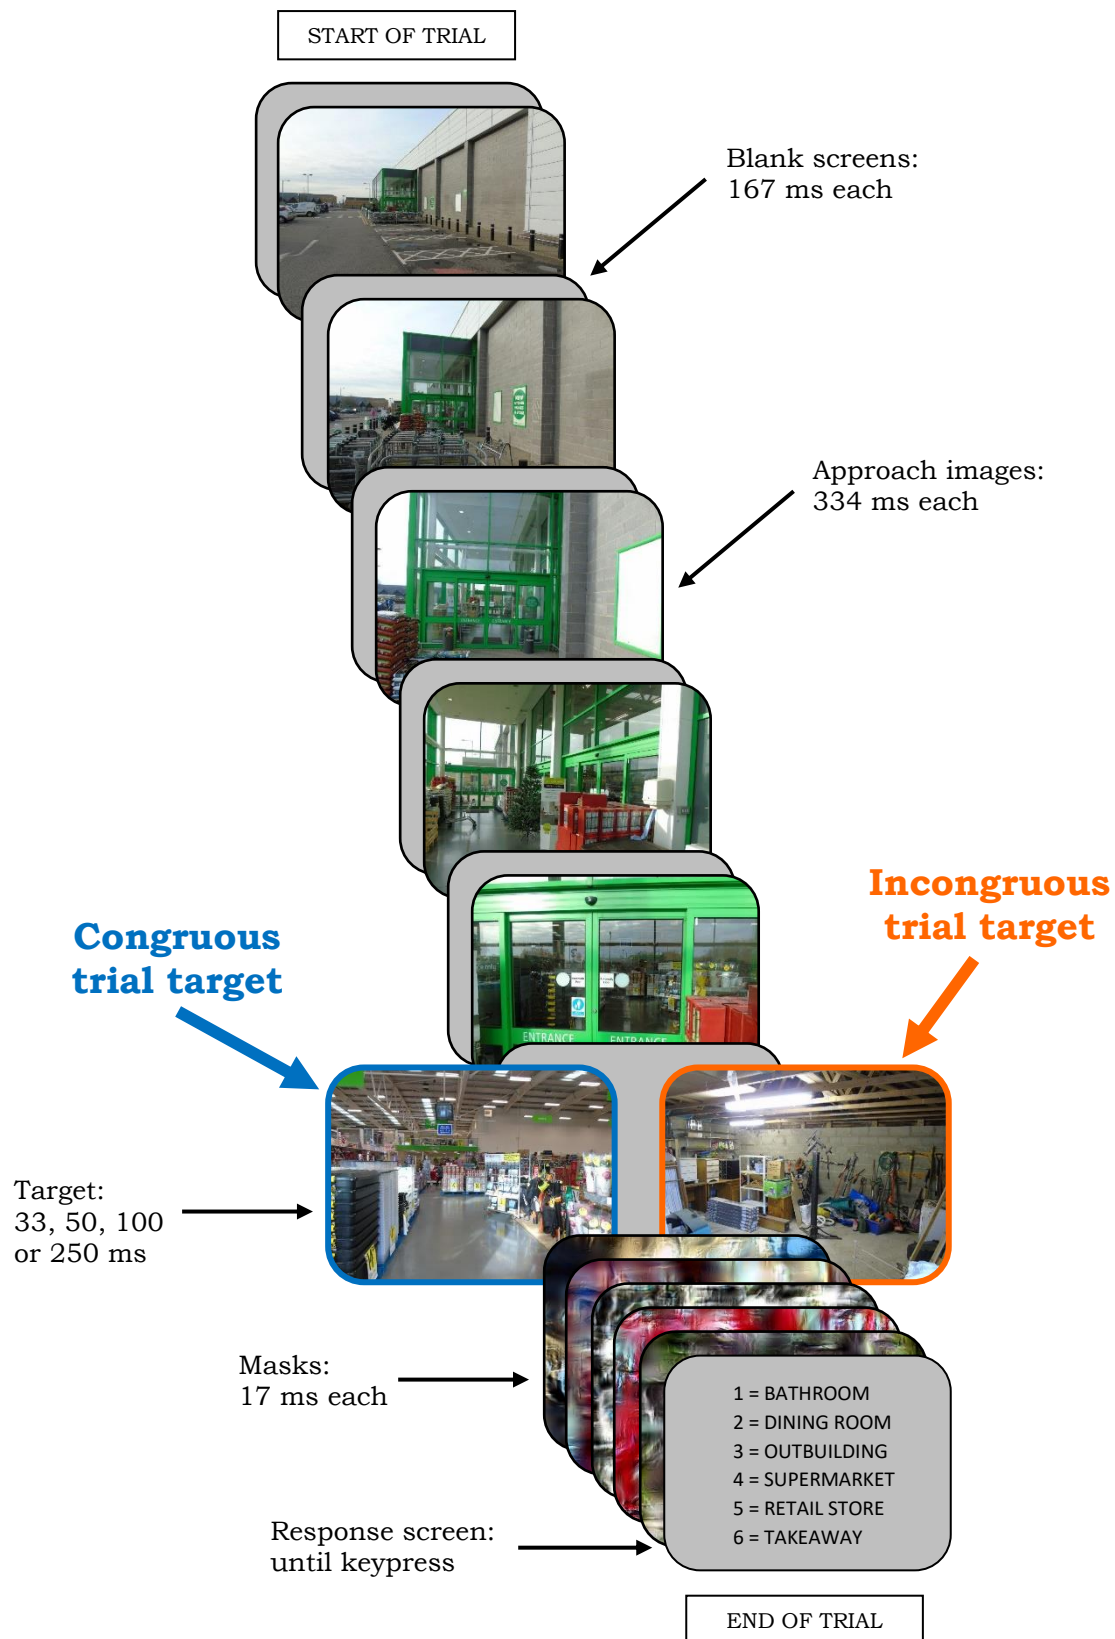 START OF TRIAL
Blank screens:
167 ms each
Approach images:
334 ms each
Incongruous
trial target
Congruous
trial target
ENTRANCE
ENTRANCE
Target:
33, 50, 100
or 250 ms
Masks:
17 ms each
1 = BATHROOM
2 = DINING ROOM
3 = OUTBUILDING
4 = SUPERMARKET
5 = RETAIL STORE
6 = TAKEAWAY
Response screen:
until keypress
END OF TRIAL